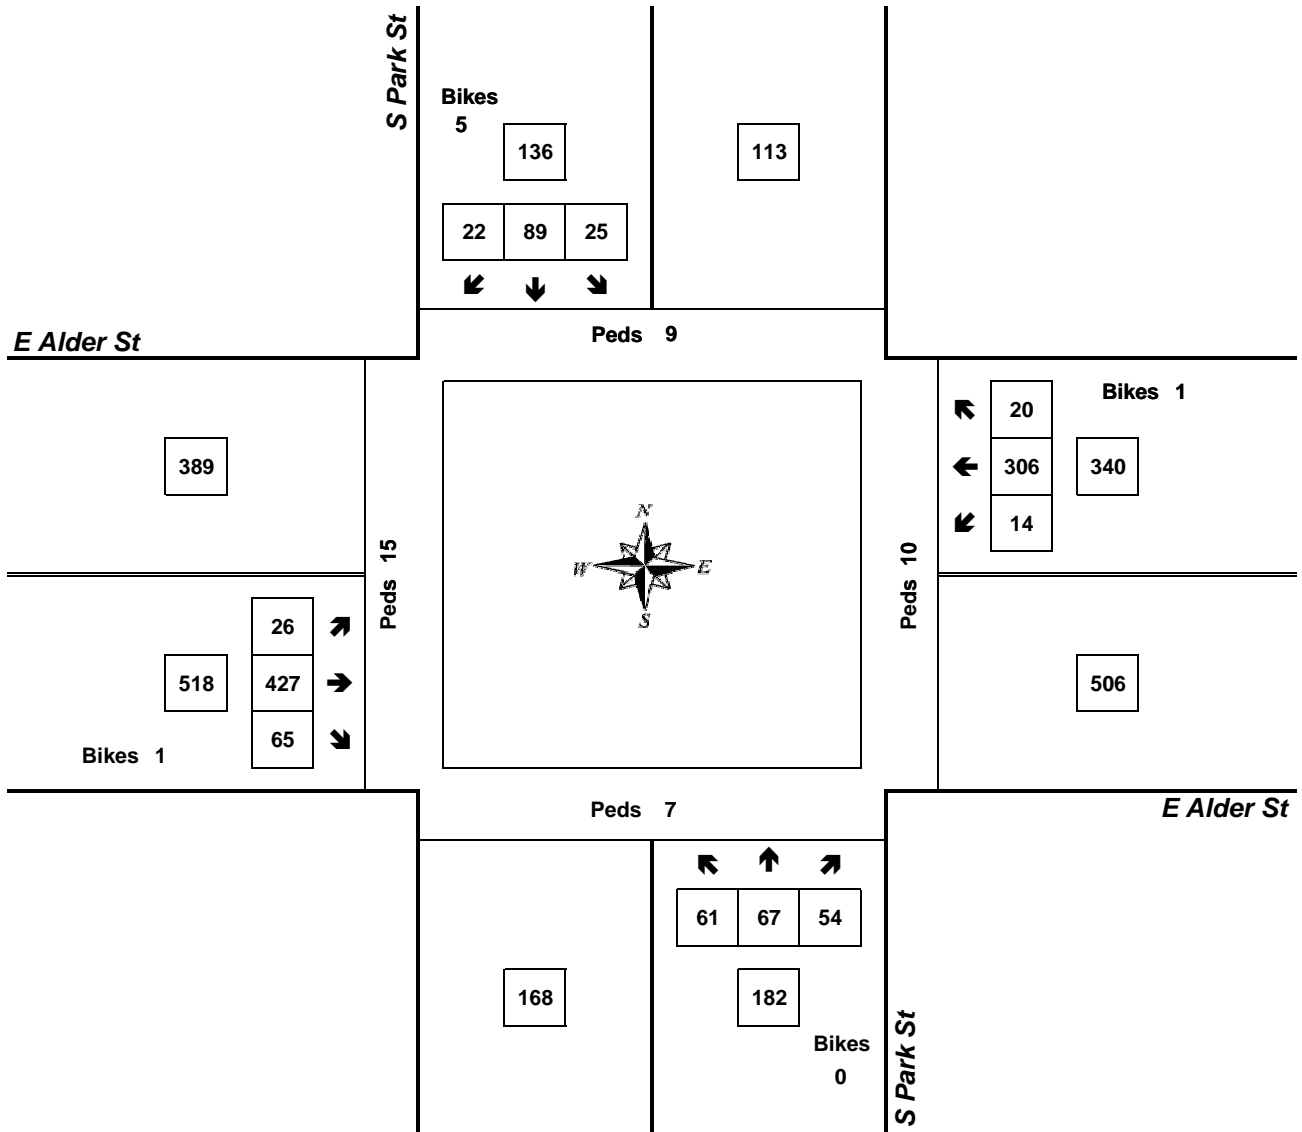 S Park St
Bikes
5
136
113
22 89 25
Peds 9
E Alder St
Bikes 1
20
306
14
340
389
N
W E
S
Peds 15
Peds 10
26
427
65
518
Bikes 1
506
Peds 7
E Alder St
61 67 54
168
182
Bikes
0
S Park St